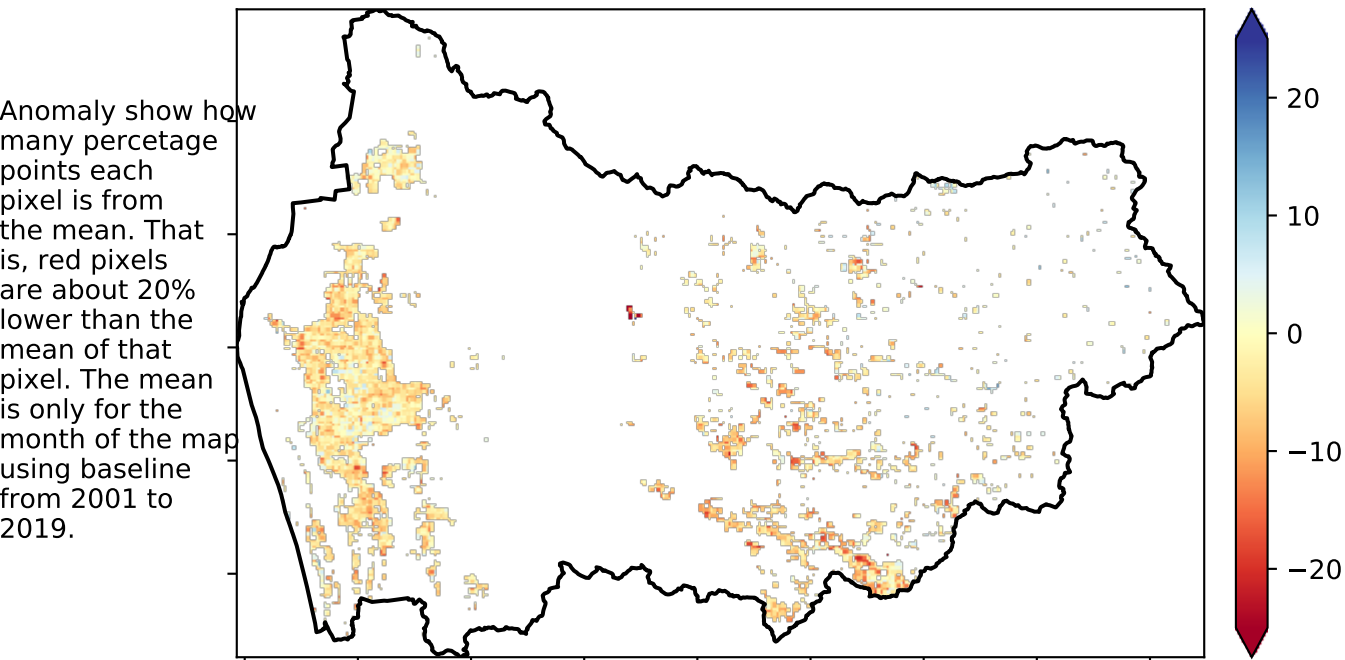 Anomaly show how
many percetage
points each
pixel is from
the mean. That
is, red pixels
are about 20%
lower than the
mean of that
pixel. The mean
is only for the
month of the map
using baseline
from 2001 to
2019.
20
10
0
−10
−20